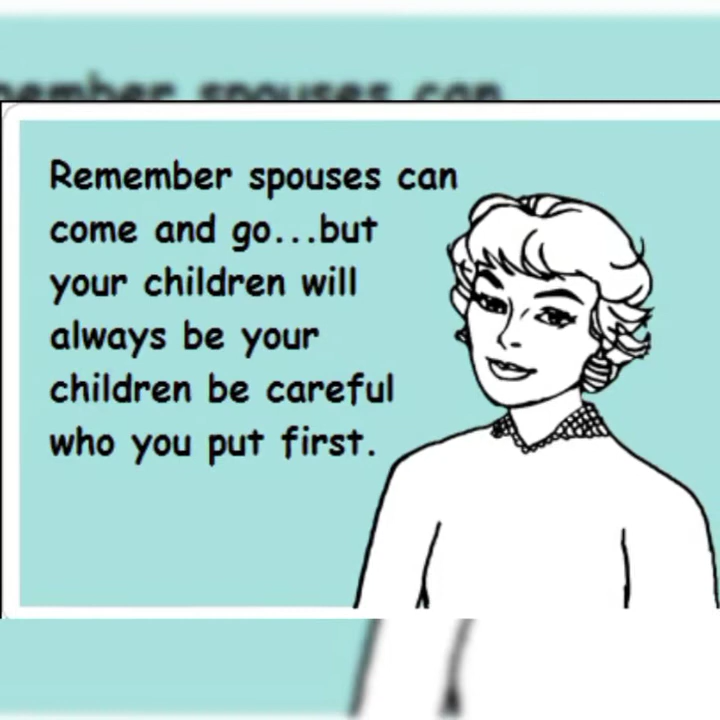 Remember spouses can
come and go...but
your children will
always be your
children be careful
who you put first.